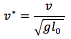 v* = v / √(gl₀)